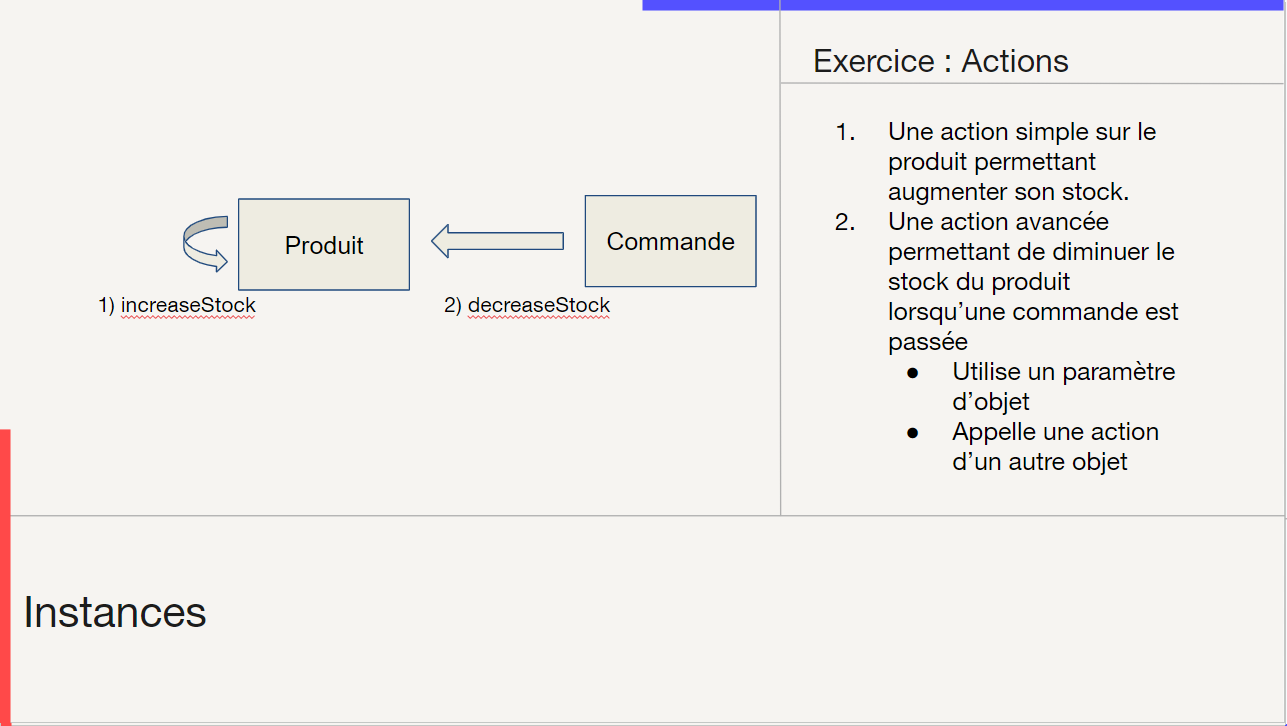 Exercice : Actions
1. Une action simple sur le
produit permettant
augmenter son stock.
2. Une action avancée
permettant de diminuer le
stock du produit
lorsqu’une commande est
passée
● Utilise un paramètre
d’objet
● Appelle une action
d’un autre objet
Produit
Commande
1) increaseStock
2) decreaseStock
Instances